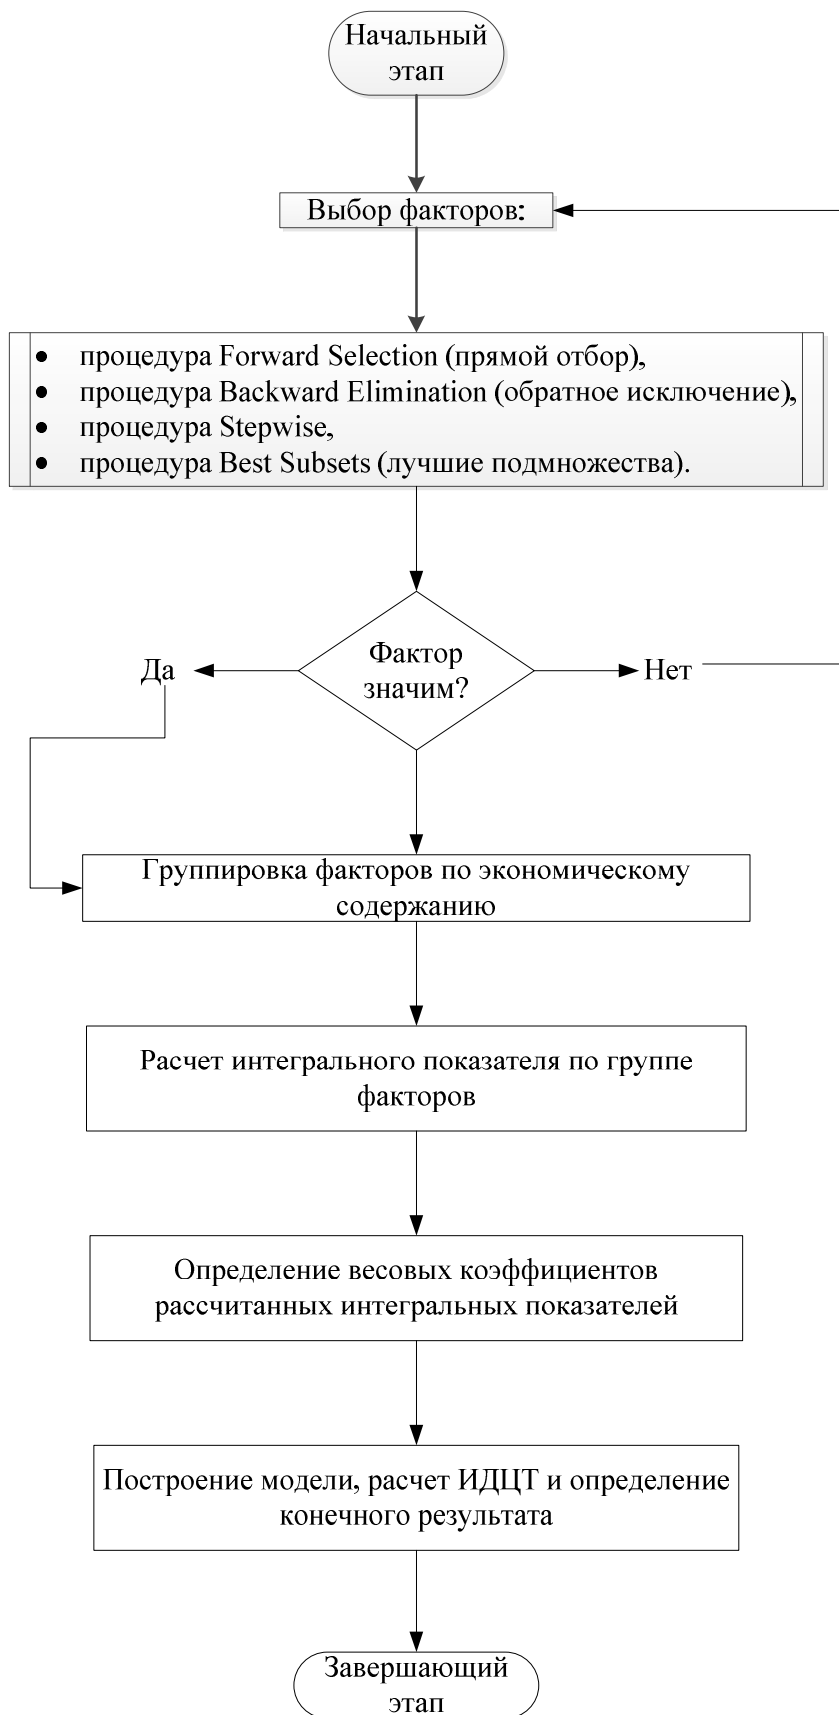 Начальный
этап
Выбор факторов:
• процедура Forward Selection (прямой отбор),
• процедура Backward Elimination (обратное исключение),
• процедура Stepwise,
• процедура Best Subsets (лучшие подмножества).
Фактор
значим?
Да
Нет
Группировка факторов по экономическому
содержанию
Расчет интегрального показателя по группе
факторов
Определение весовых коэффициентов
рассчитанных интегральных показателей
Построение модели, расчет ИДЦТ и определение
конечного результата
Завершающий
этап